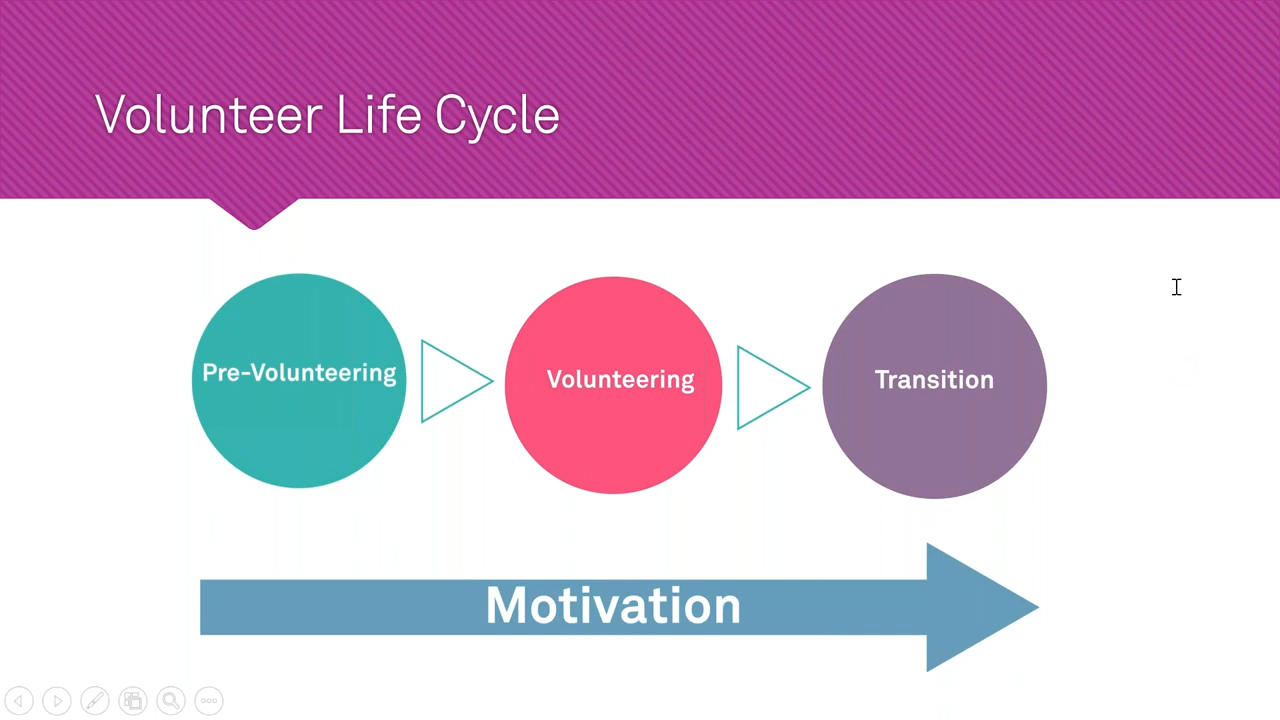 Volunteer Life Cycle
Pre-Volunteering
Volunteering
Transition
Motivation